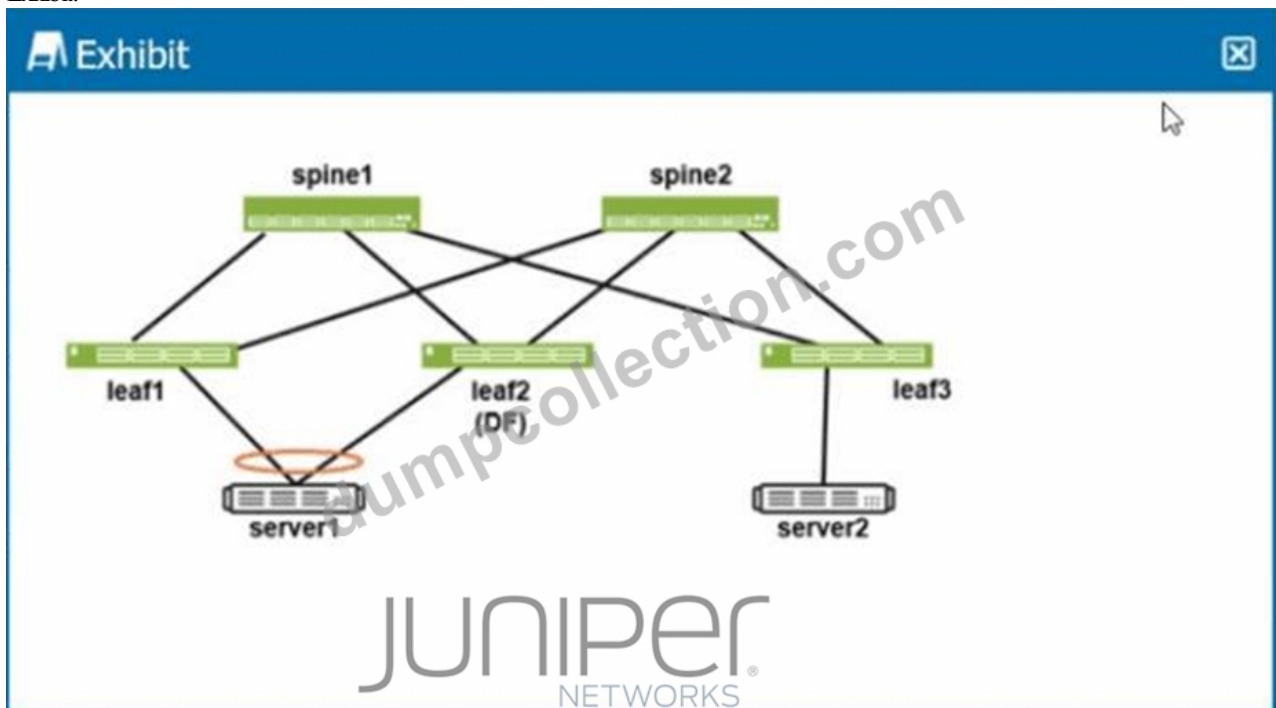 Exhibit
spine1 spine2
dumpcollection.com
leaf1 leaf2 leaf3
(DF)
server1 server2
JUNIPER
NETWORKS